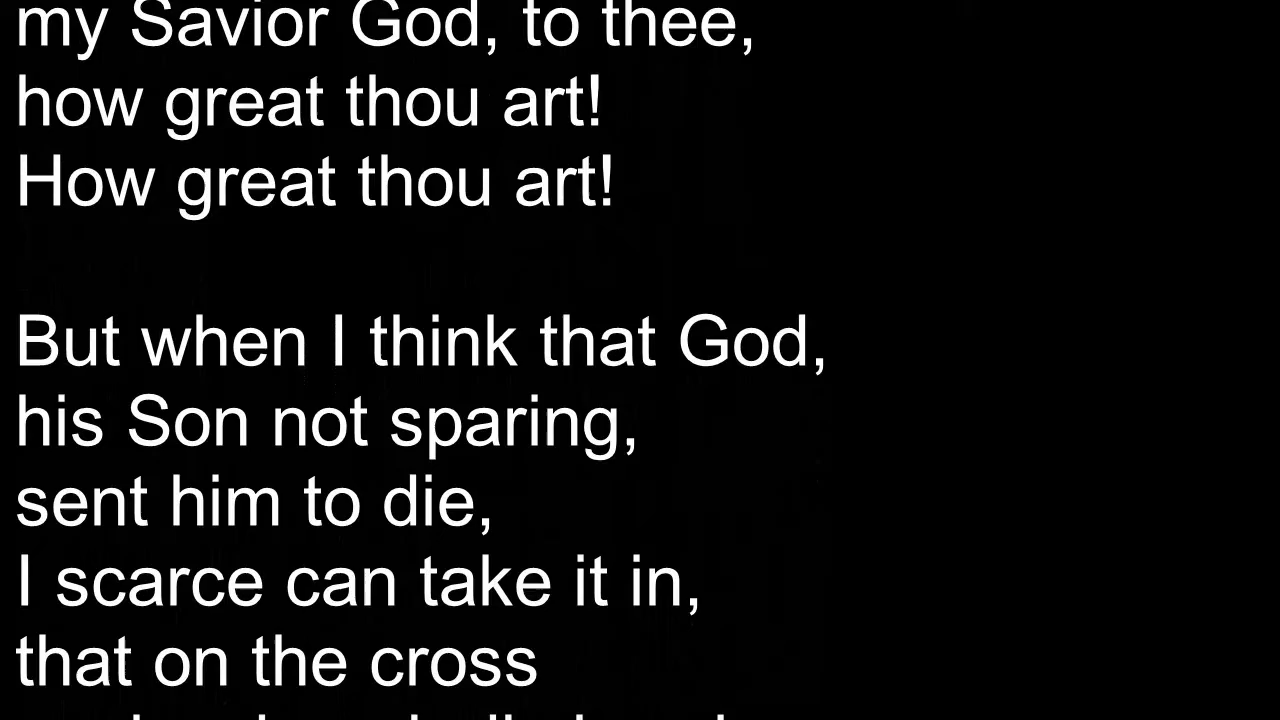 my Savior God, to thee,
how great thou art!
How great thou art!
But when I think that God,
his Son not sparing,
sent him to die,
I scarce can take it in,
that on the cross